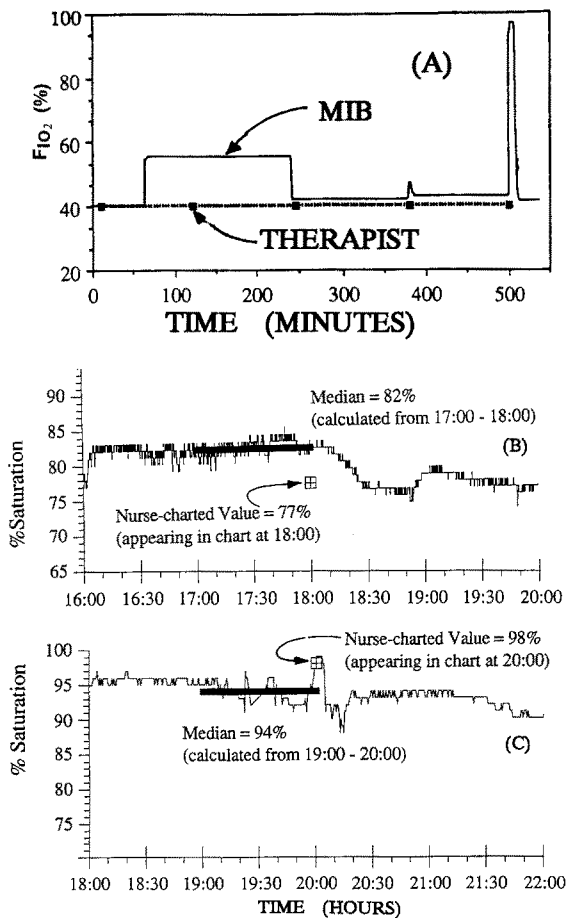 100
(A)
80
MIB
FIO2 (%)
60
40
THERAPIST
20
0 100 200 300 400 500
TIME (MINUTES)
90
Median = 82%
(calculated from 17:00 - 18:00)
85
(B)
80
%Saturation
75
Nurse-charted Value = 77%
(appearing in chart at 18:00)
70
65
16:00 16:30 17:00 17:30 18:00 18:30 19:00 19:30 20:00
100
Nurse-charted Value = 98%
(appearing in chart at 20:00)
95
90
% Saturation
Median = 94%
(calculated from 19:00 - 20:00)
(C)
85
80
75
18:00 18:30 19:00 19:30 20:00 20:30 21:00 21:30 22:00
TIME (HOURS)